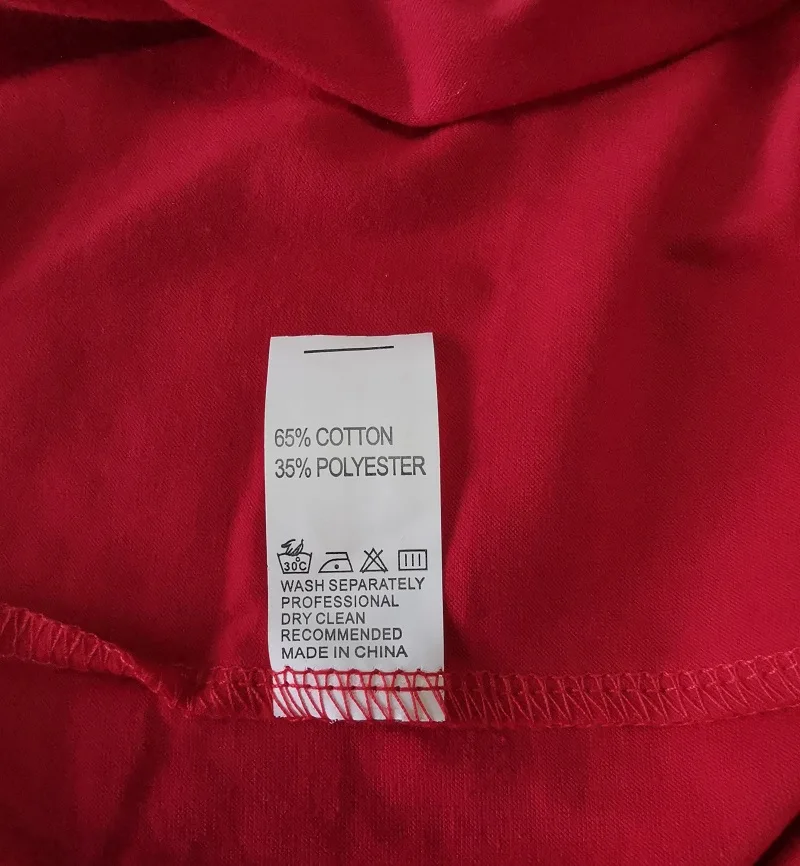 65% COTTON
35% POLYESTER
30°C
WASH SEPARATELY
PROFESSIONAL
DRY CLEAN
RECOMMENDED
MADE IN CHINA